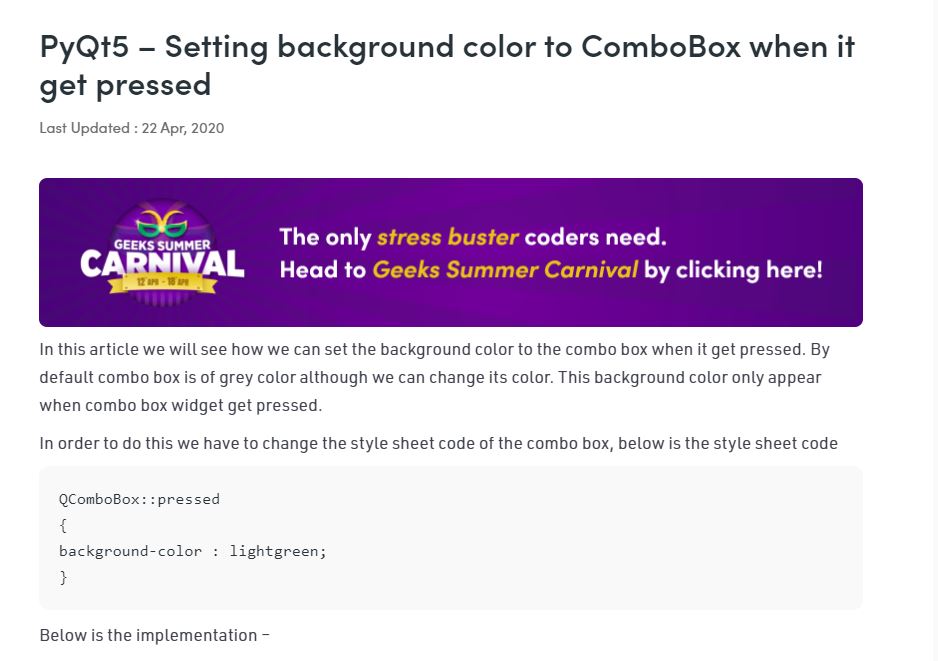 PyQt5 – Setting background color to ComboBox when it
get pressed
Last Updated : 22 Apr, 2020
GEEKS SUMMER
CARNIVAL
12 APR - 18 APR
The only stress buster coders need.
Head to Geeks Summer Carnival by clicking here!
In this article we will see how we can set the background color to the combo box when it get pressed. By
default combo box is of grey color although we can change its color. This background color only appear
when combo box widget get pressed.
In order to do this we have to change the style sheet code of the combo box, below is the style sheet code
QComboBox::pressed
{
background-color : lightgreen;
}
Below is the implementation –